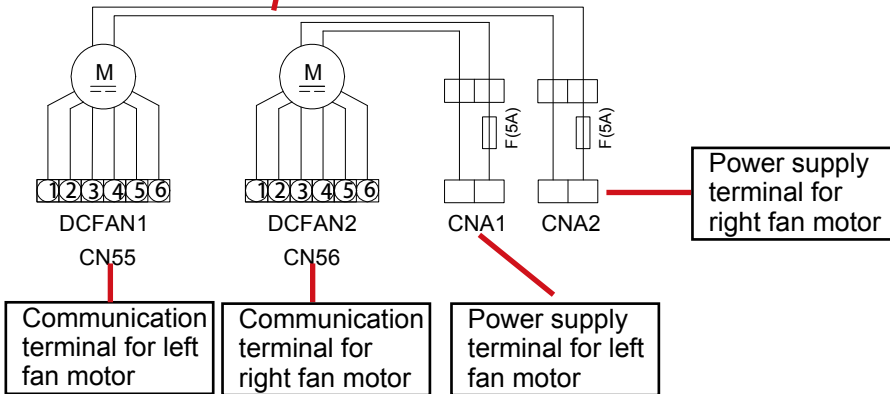 M
M
F(5A)
F(5A)
1 2 3 4 5 6
1 2 3 4 5 6
DCFAN1
DCFAN2
CNA1
CNA2
CN55
CN56
Power supply
terminal for
right fan motor
Communication
terminal for left
fan motor
Communication
terminal for
right fan motor
Power supply
terminal for left
fan motor